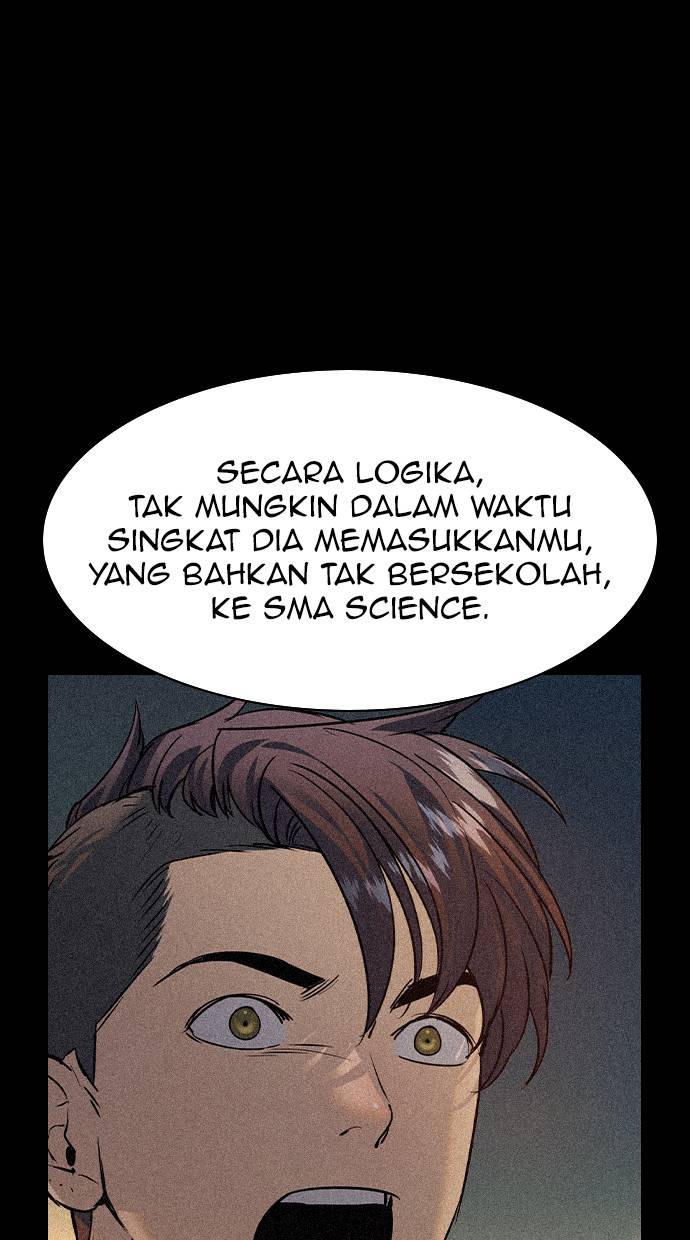 SECARA LOGIKA,
TAK MUNGKIN DALAM WAKTU
SINGKAT DIA MEMASUKKANMU,
YANG BAHKAN TAK BERSEKOLAH,
KE SMA SCIENCE.